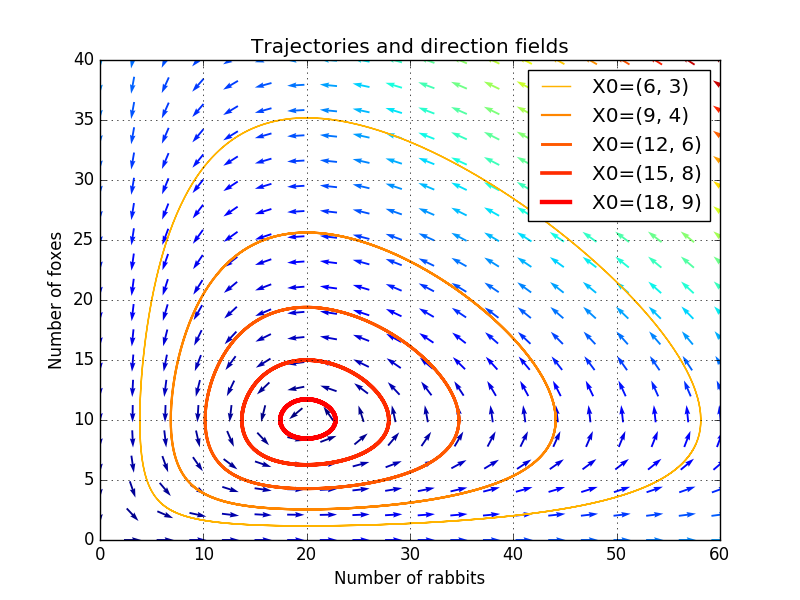 Trajectories and direction fields
40
35
30
25
20
15
10
5
0
Number of foxes
X0=(6, 3)
X0=(9, 4)
X0=(12, 6)
X0=(15, 8)
X0=(18, 9)
0 10 20 30 40 50 60
Number of rabbits